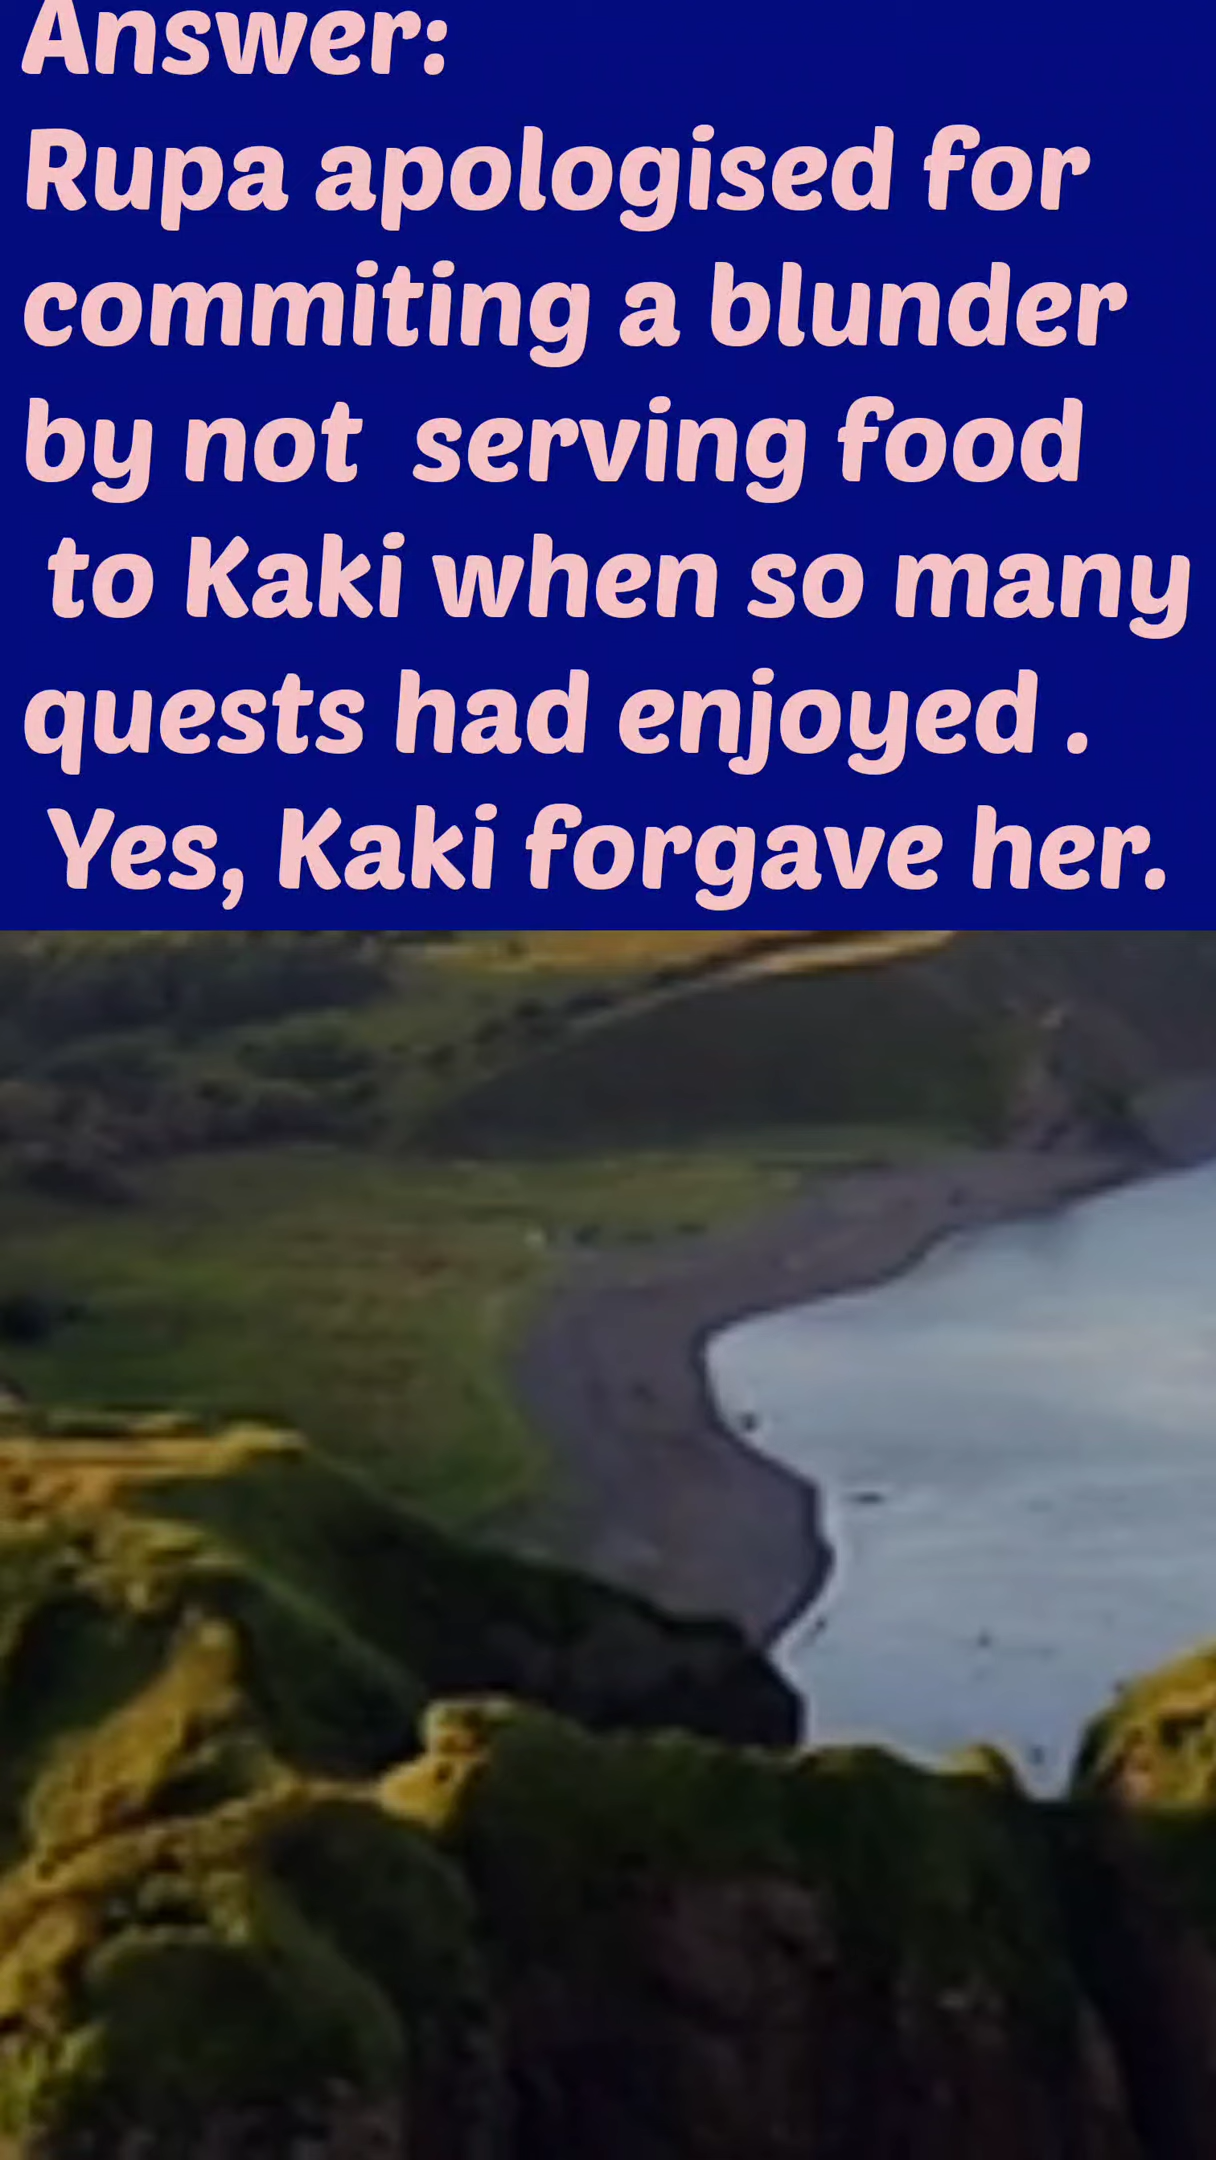 Answer:
Rupa apologised for
commiting a blunder
by not serving food
to Kaki when so many
quests had enjoyed .
Yes, Kaki forgave her.